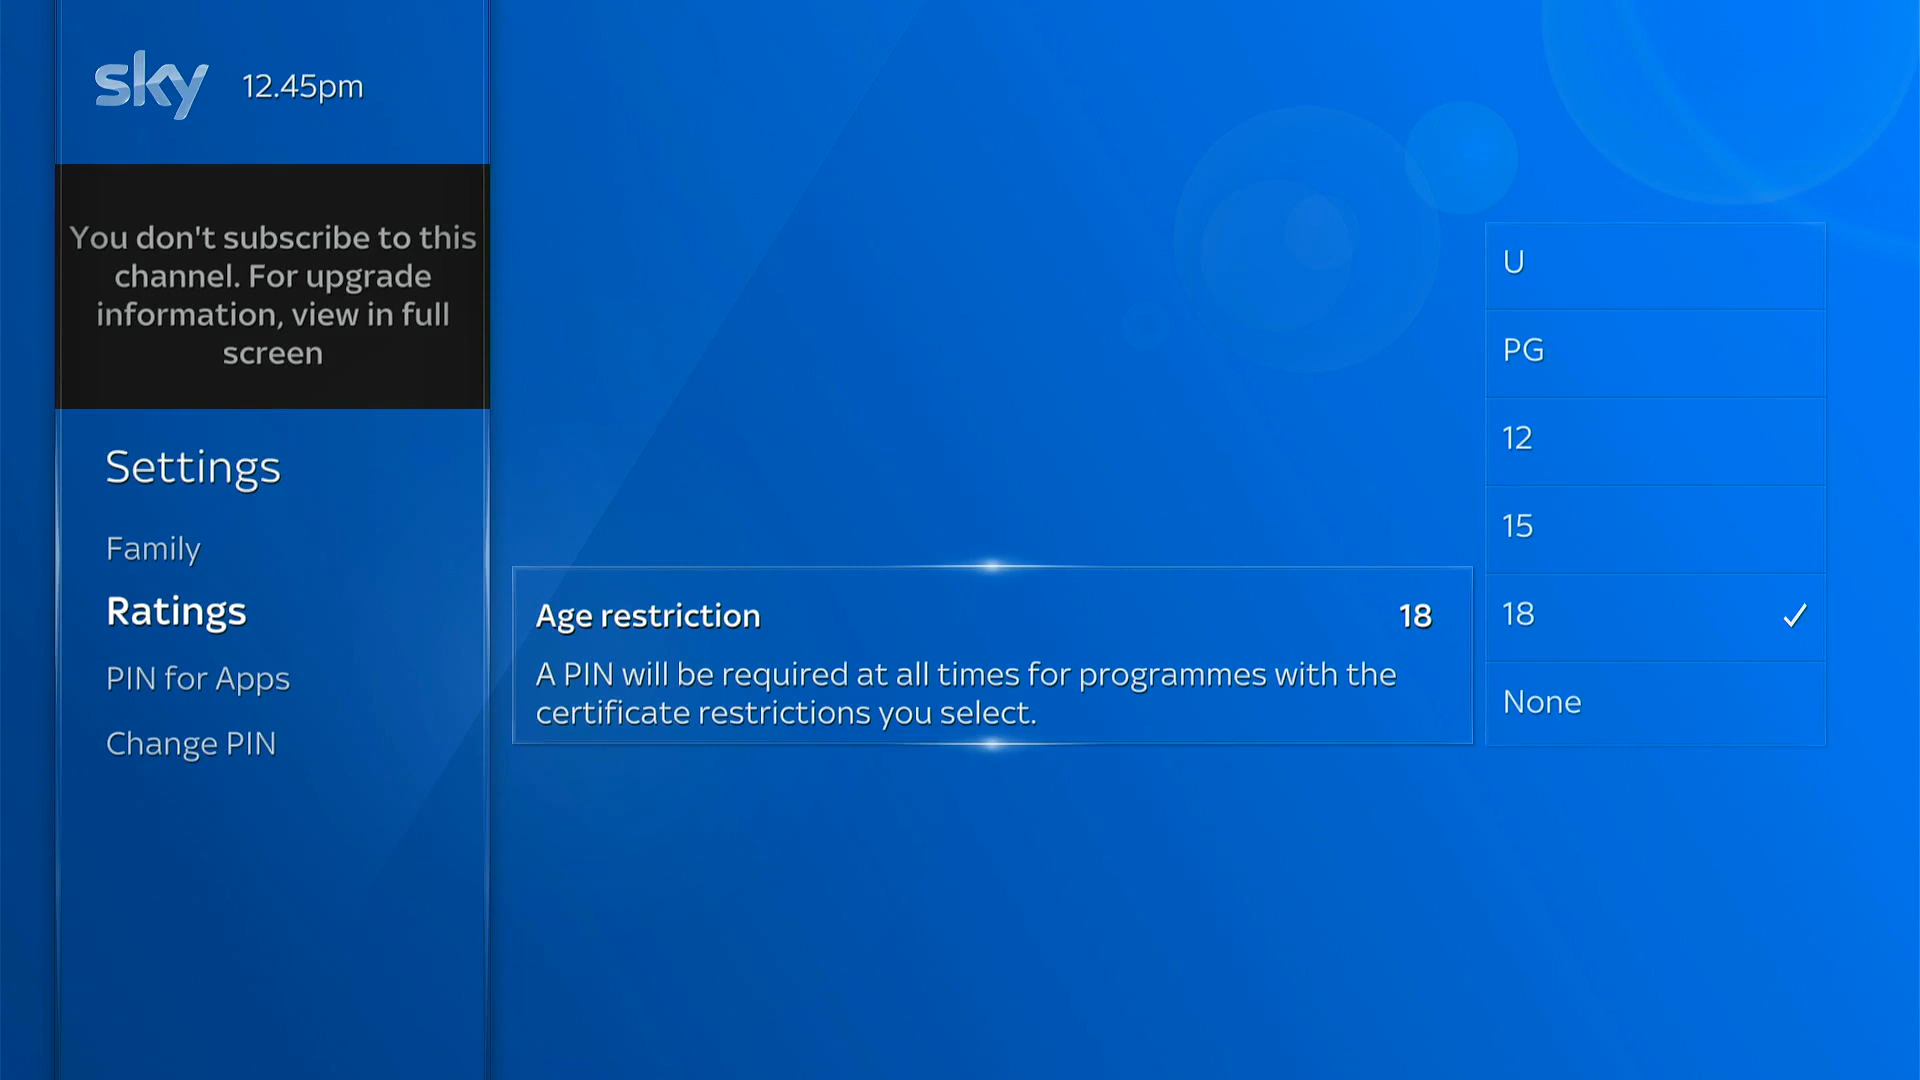 sky 12.45pm
You don't subscribe to this
channel. For upgrade
information, view in full
screen
Settings
Family
Ratings
PIN for Apps
Change PIN
Age restriction 18
A PIN will be required at all times for programmes with the
certificate restrictions you select.
U
PG
12
15
18
None